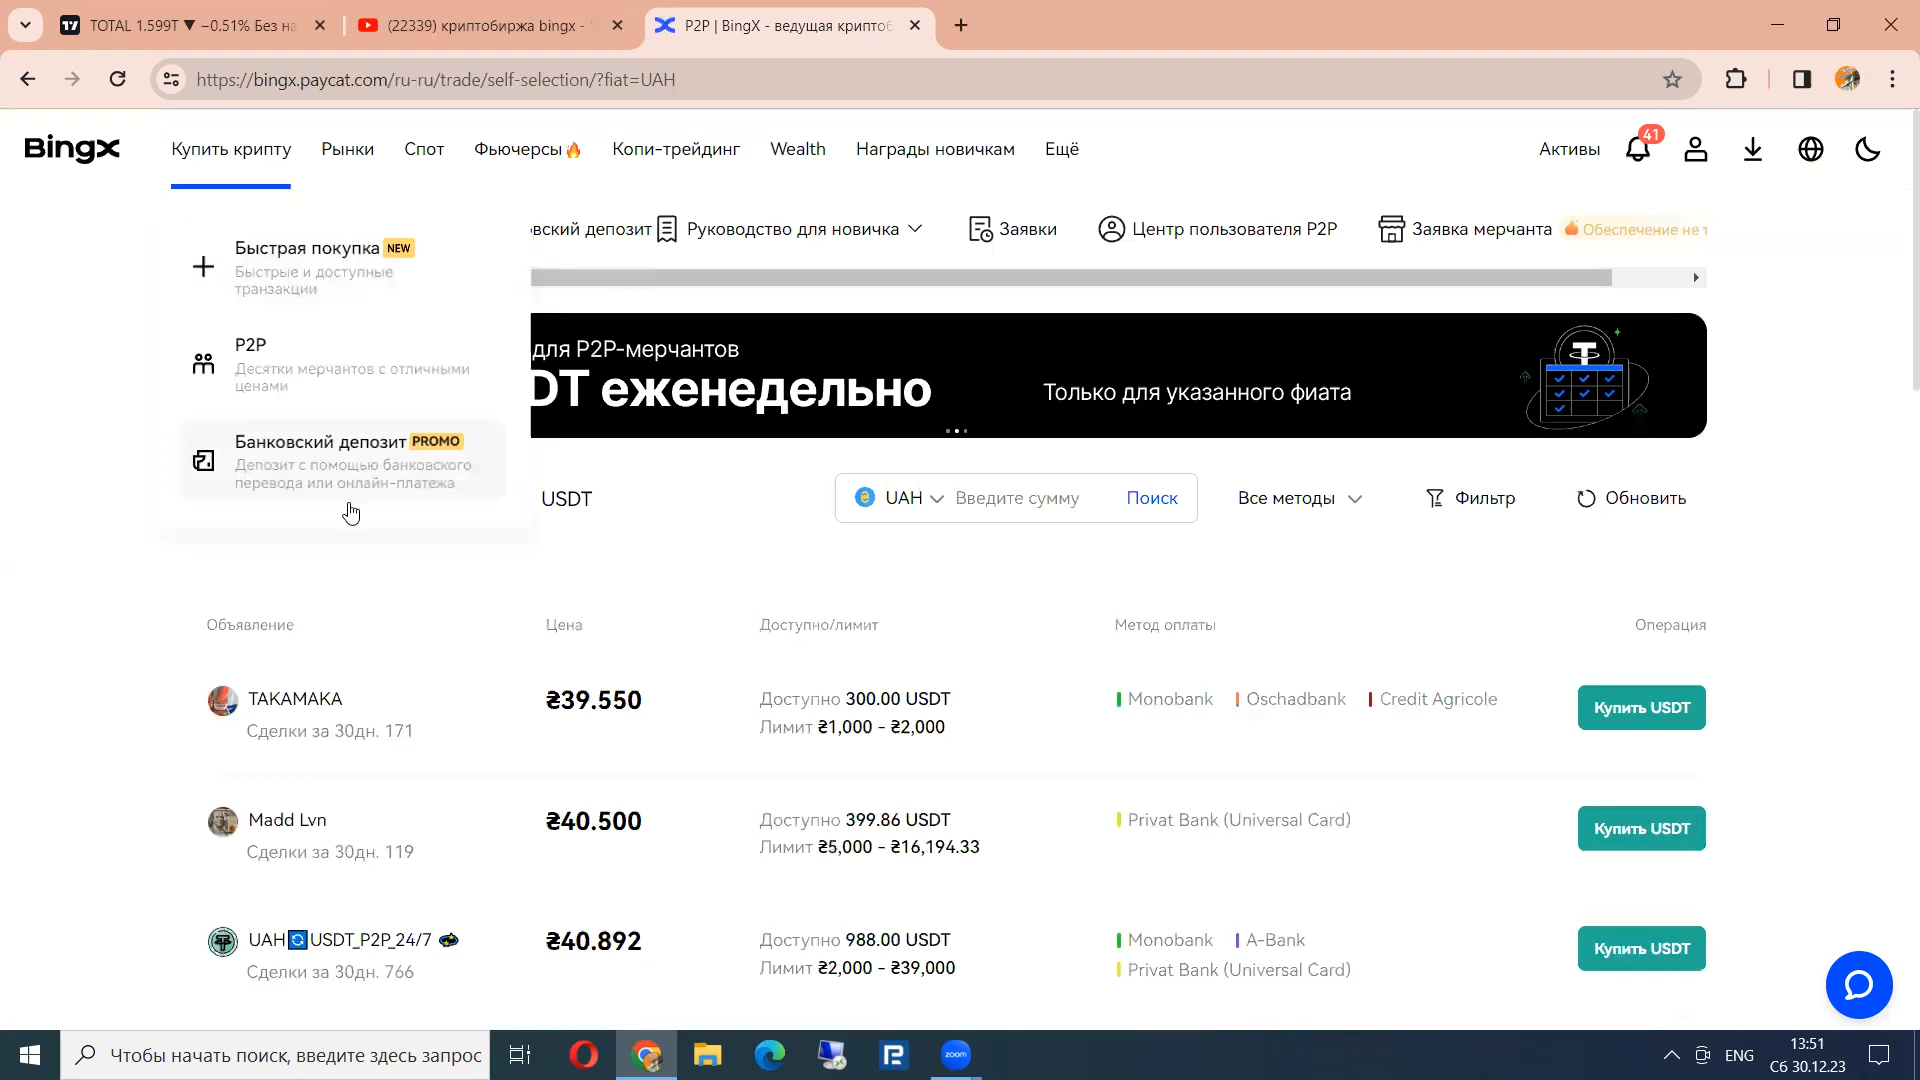 TOTAL 1.599T ▼ −0.51% Без на
(22339) криптобиржа bingx -
P2P | BingX - ведущая криптоб
https://bingx.paycat.com/ru-ru/trade/self-selection/?fiat=UAH
BingX
Купить крипту
Рынки
Спот
Фьючерсы🔥
Копи-трейдинг
Wealth
Награды новичкам
Ещё
Активы
41
вский депозит
Руководство для новичка
Заявки
Центр пользователя P2P
Заявка мерчанта
Обеспечение не т
Быстрая покупка NEW
Быстрые и доступные
транзакции
P2P
Десятки мерчантов с отличными
ценами
Банковский депозит PROMO
Депозит с помощью банковского
перевода или онлайн-платежа
для P2P-мерчантов
DT еженедельно
Только для указанного фиата
USDT
UAH
Введите сумму
Поиск
Все методы
Фильтр
Обновить
Объявление
Цена
Доступно/лимит
Метод оплаты
Операция
TAKAMAKA
Сделки за 30дн. 171
₴39.550
Доступно 300.00 USDT
Лимит ₴1,000 - ₴2,000
Monobank Oschadbank Credit Agricole
Купить USDT
Madd Lvn
Сделки за 30дн. 119
₴40.500
Доступно 399.86 USDT
Лимит ₴5,000 - ₴16,194.33
Privat Bank (Universal Card)
Купить USDT
UAH🔄USDT_P2P_24/7
Сделки за 30дн. 766
₴40.892
Доступно 988.00 USDT
Лимит ₴2,000 - ₴39,000
Monobank A-Bank
Privat Bank (Universal Card)
Купить USDT
Чтобы начать поиск, введите здесь запрос
zoom
ENG
13:51
Сб 30.12.23